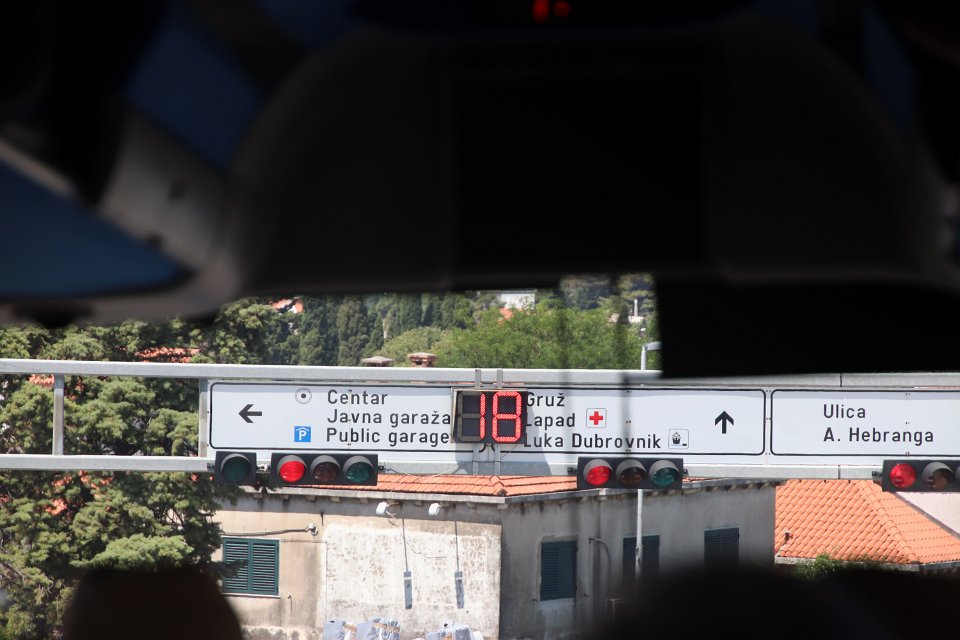 Centar
Javna garaža
P Public garage
18
Gruž
Lapad
Luka Dubrovnik
Ulica
A. Hebranga